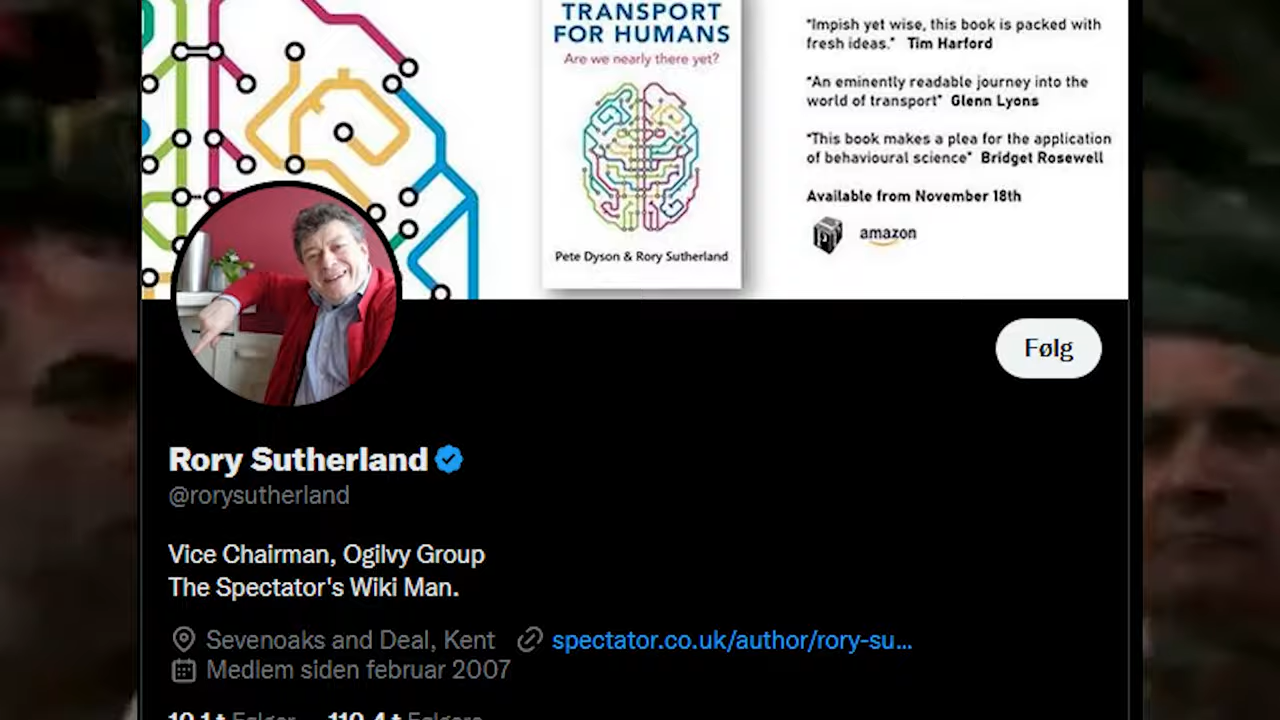 TRANSPORT
FOR HUMANS
Are we nearly there yet?
Pete Dyson & Rory Sutherland
"Impish yet wise, this book is packed with
fresh ideas." Tim Harford
"An eminently readable journey into the
world of transport" Glenn Lyons
"This book makes a plea for the application
of behavioural science" Bridget Rosewell
Available from November 18th
amazon
Følg
Rory Sutherland
@rorysutherland
Vice Chairman, Ogilvy Group
The Spectator's Wiki Man.
Sevenoaks and Deal, Kent spectator.co.uk/author/rory-su...
Medlem siden februar 2007